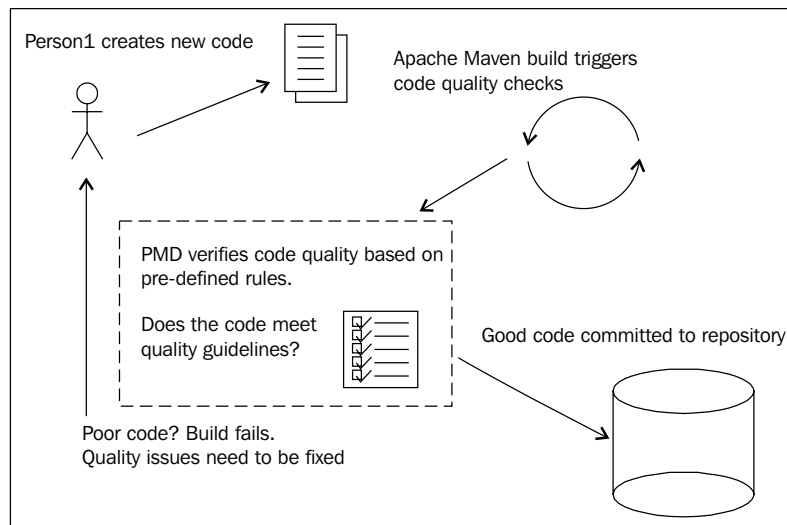 Person1 creates new code
Apache Maven build triggers
code quality checks
PMD verifies code quality based on
pre-defined rules.
Does the code meet
quality guidelines?
Good code committed to repository
Poor code? Build fails.
Quality issues need to be fixed